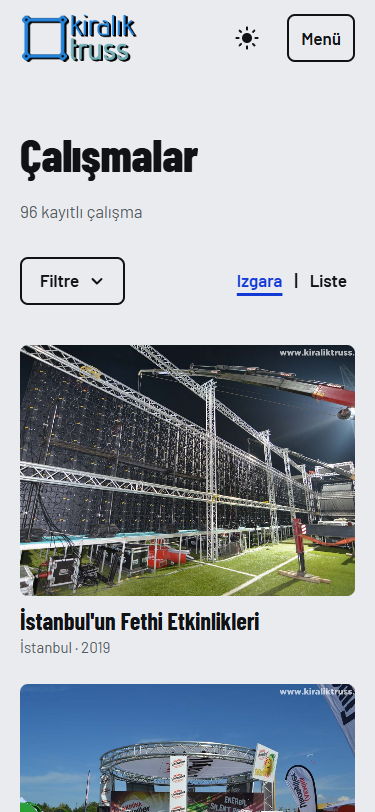 kiralık
truss
Menü
Çalışmalar
96 kayıtlı çalışma
Filtre
Izgara | Liste
www.kiraliktruss.
İstanbul'un Fethi Etkinlikleri
İstanbul · 2019
www.kiraliktruss.